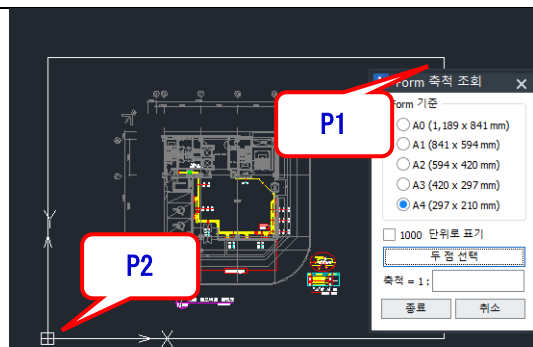 Form 축척 조회
Form 기준
P1
A0 (1,189 x 841 mm)
A1 (841 x 594 mm)
A2 (594 x 420 mm)
A3 (420 x 297 mm)
A4 (297 x 210 mm)
1000 단위로 표기
두 점 선택
축척 = 1 :
종료
취소
P2
Y
X